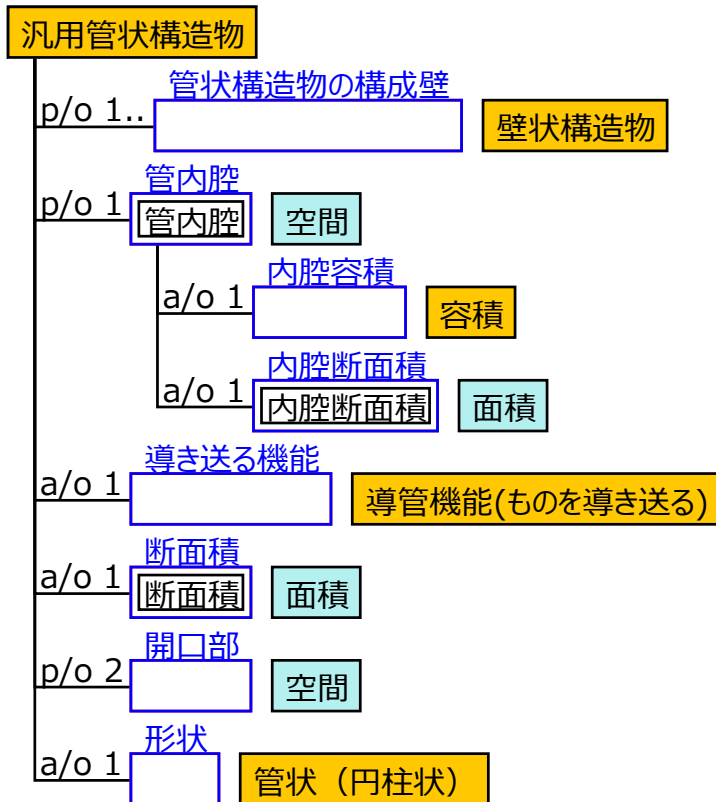 汎用管状構造物
管状構造物の構成壁
p/o 1.. 壁状構造物
管内腔
p/o 1 管内腔 空間
内腔容積
a/o 1 容積
内腔断面積
a/o 1 内腔断面積 面積
導き送る機能
a/o 1 導管機能(ものを導き送る)
断面積
a/o 1 断面積 面積
開口部
p/o 2 空間
形状
a/o 1 管状（円柱状）